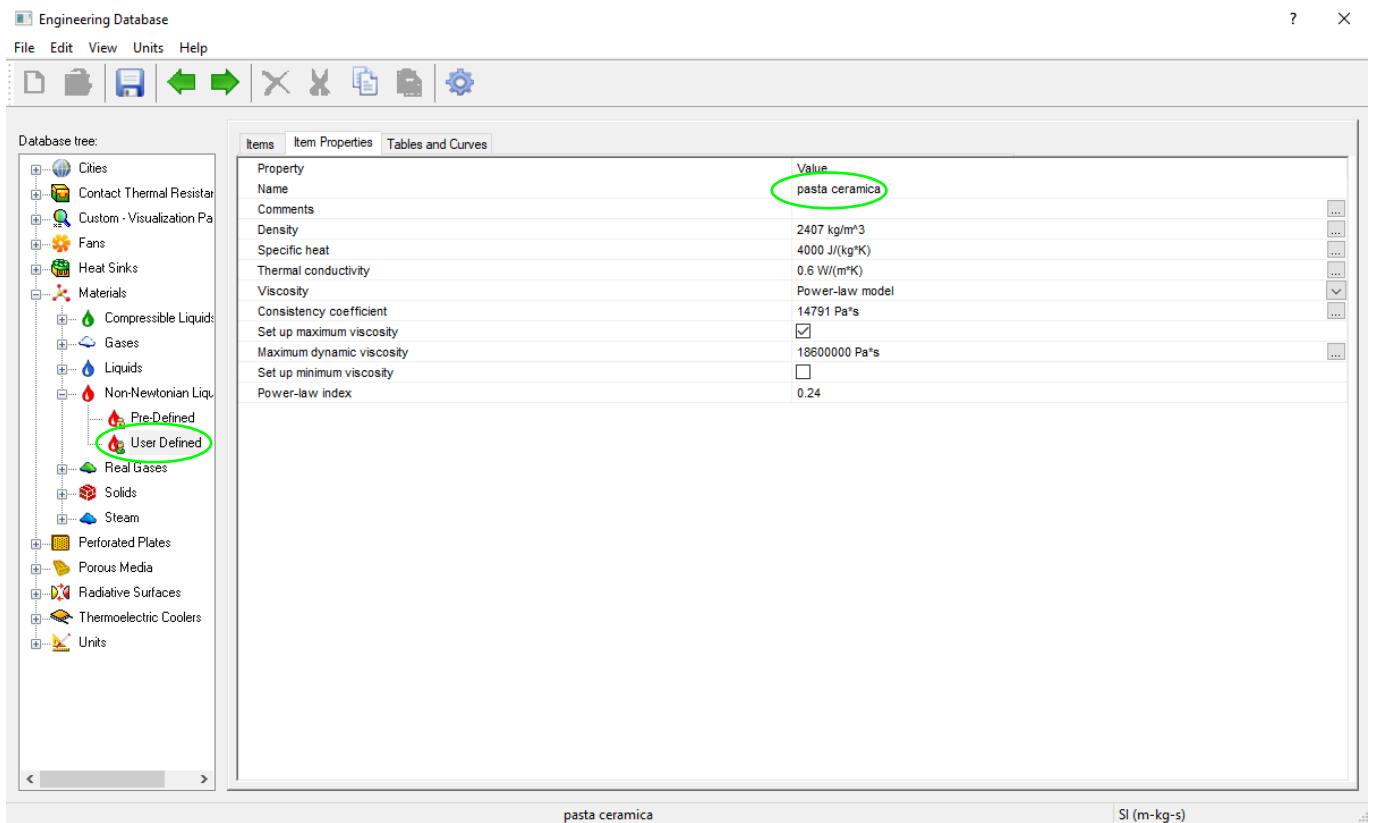 Engineering Database ?
File Edit View Units Help
Database tree:
Cities
Contact Thermal Resistar
Custom - Visualization Pa
Fans
Heat Sinks
Materials
Compressible Liquids
Gases
Liquids
Non-Newtonian Liqu
Pre-Defined
User Defined
Real Gases
Solids
Steam
Perforated Plates
Porous Media
Radiative Surfaces
Thermoelectric Coolers
Units
Items Item Properties Tables and Curves
Property Value
Name pasta ceramica
Comments ...
Density 2407 kg/m^3 ...
Specific heat 4000 J/(kg*K) ...
Thermal conductivity 0.6 W/(m*K) ...
Viscosity Power-law model
Consistency coefficient 14791 Pa*s ...
Set up maximum viscosity
Maximum dynamic viscosity 18600000 Pa*s ...
Set up minimum viscosity
Power-law index 0.24
pasta ceramica SI (m-kg-s)